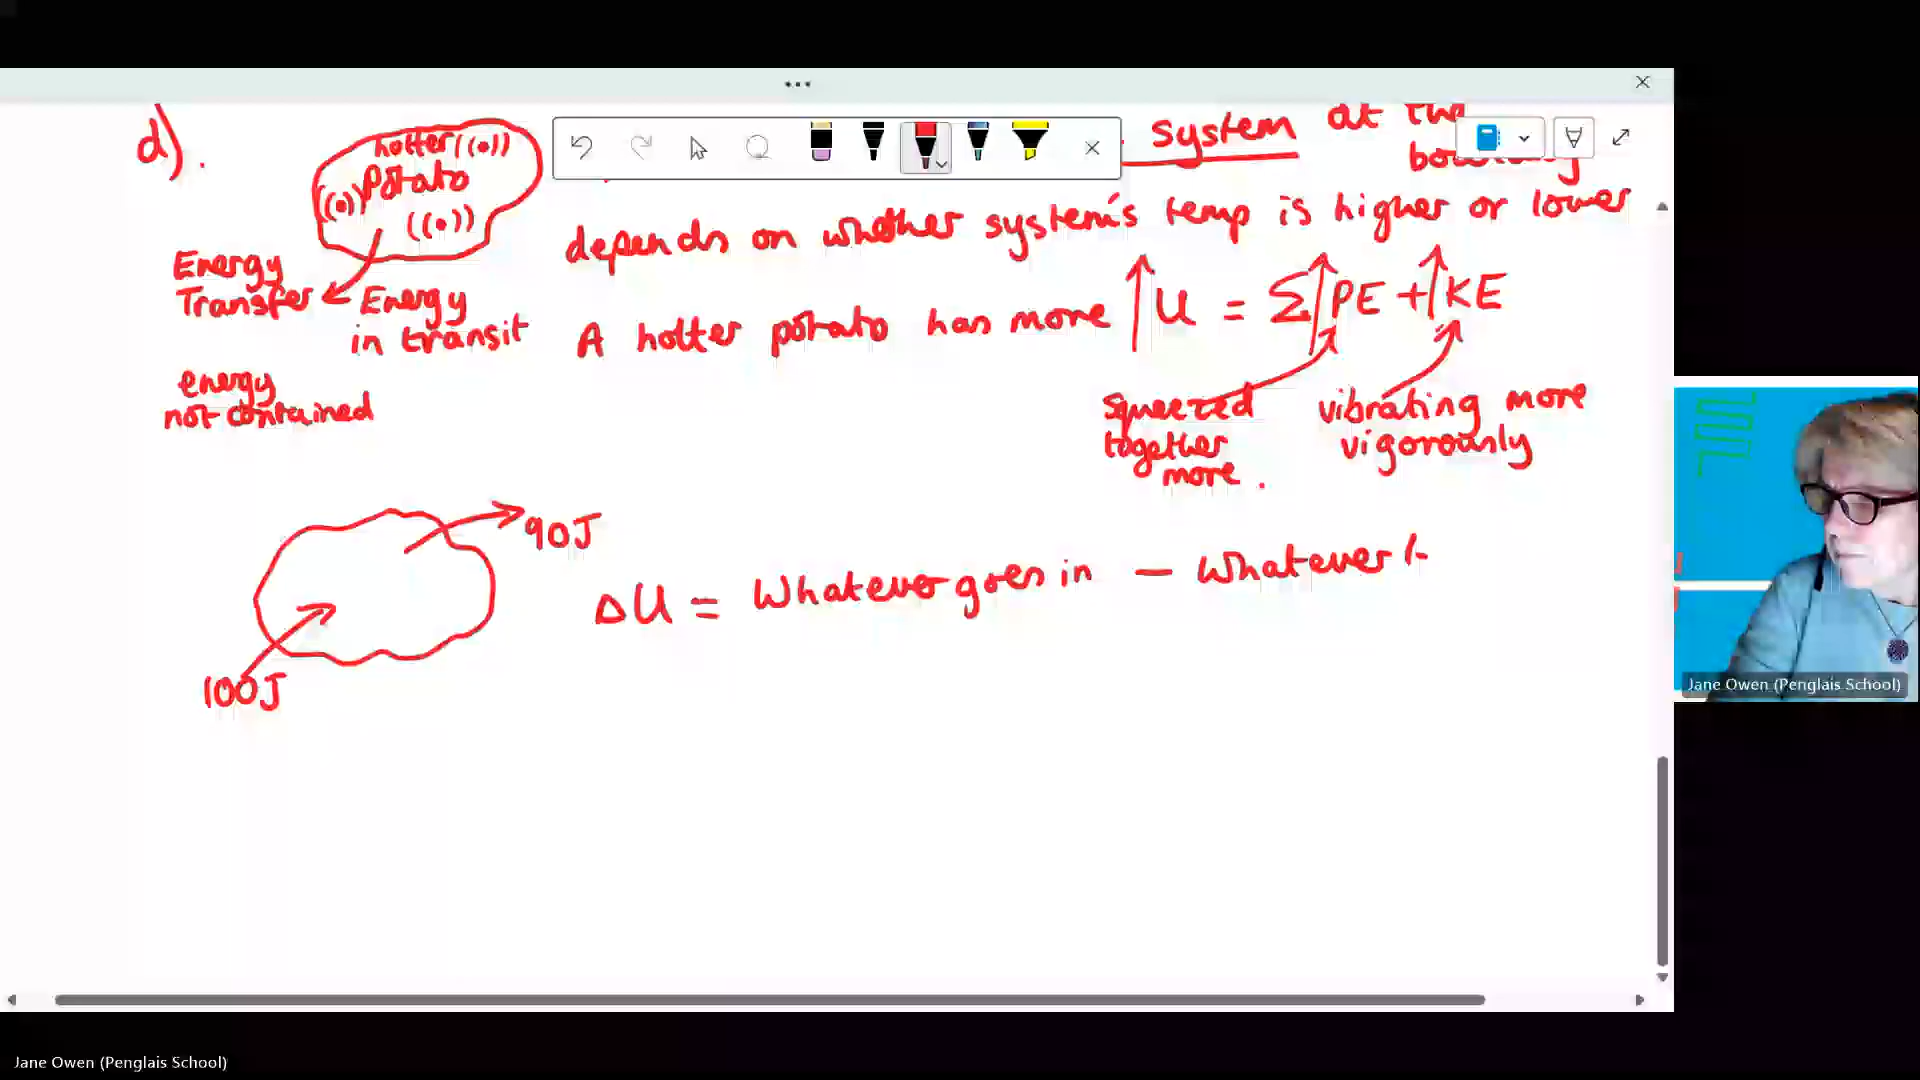 d).
hotter ((•))
Potato
((•))
((•))
system at the
depends on whether system's temp is higher or lower
Energy
Transfer
Energy
in transit
energy
not contained
A hotter potato has more U = Σ PE + KE
squeezed
together
more.
vibrating more
vigorously
90J
100J
ΔU = Whatever goes in — Whatever
Jane Owen (Penglais School)
Jane Owen (Penglais School)